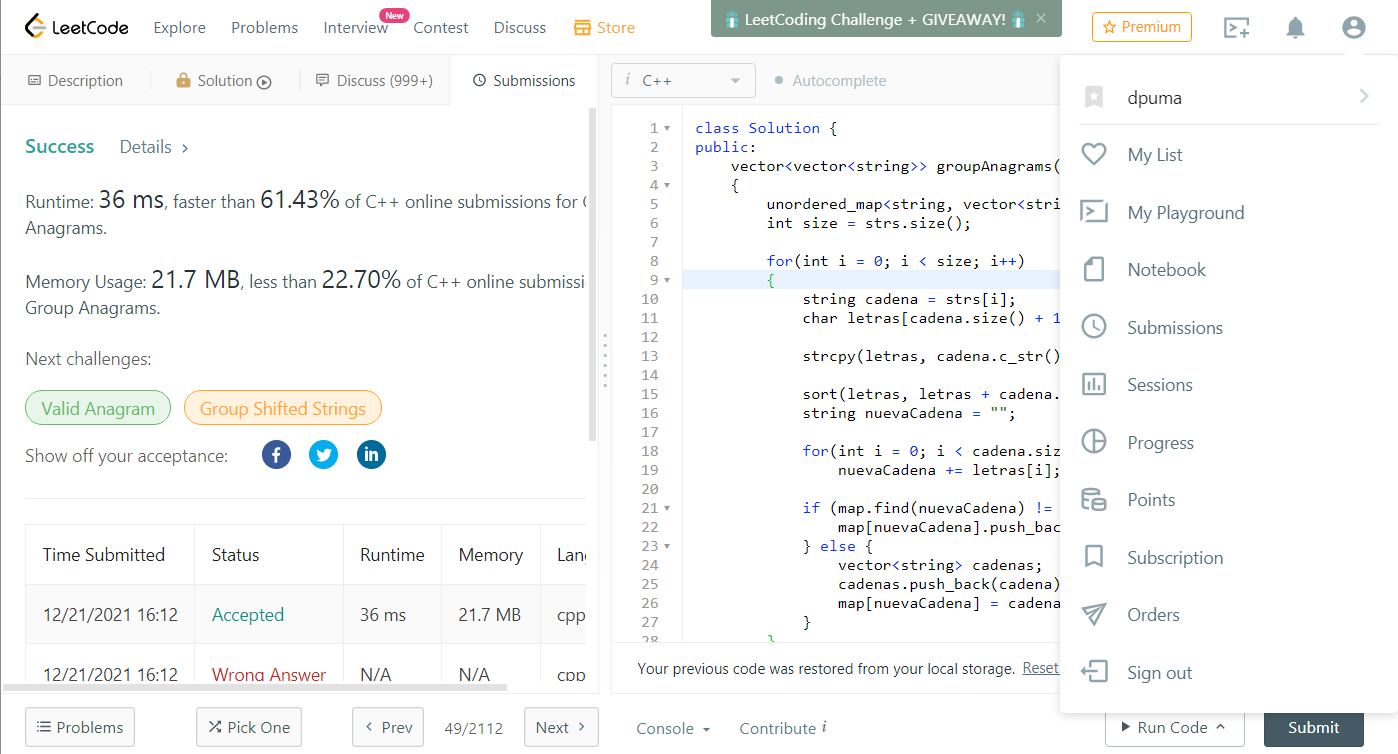 LeetCode
Explore
Problems
Interview
New
Contest
Discuss
Store
LeetCoding Challenge + GIVEAWAY!
Premium
Description
Solution
Discuss (999+)
Submissions
i C++
Autocomplete
Success
Details
Runtime: 36 ms, faster than 61.43% of C++ online submissions for
Anagrams.
Memory Usage: 21.7 MB, less than 22.70% of C++ online submissi
Group Anagrams.
Next challenges:
Valid Anagram
Group Shifted Strings
Show off your acceptance:
Time Submitted Status Runtime Memory Lang
12/21/2021 16:12 Accepted 36 ms 21.7 MB cpp
12/21/2021 16:12 Wrong Answer N/A N/A cpp
1 class Solution {
2 public:
3 vector<vector<string>> groupAnagrams(
4 {
5 unordered_map<string, vector<stri
6 int size = strs.size();
7
8 for(int i = 0; i < size; i++)
9 {
10 string cadena = strs[i];
11 char letras[cadena.size() + 1
12
13 strcpy(letras, cadena.c_str()
14
15 sort(letras, letras + cadena.
16 string nuevaCadena = "";
17
18 for(int i = 0; i < cadena.siz
19 nuevaCadena += letras[i];
20
21 if (map.find(nuevaCadena) !=
22 map[nuevaCadena].push_bac
23 } else {
24 vector<string> cadenas;
25 cadenas.push_back(cadena)
26 map[nuevaCadena] = cadena
27 }
28 }
Your previous code was restored from your local storage. Reset
dpuma
My List
My Playground
Notebook
Submissions
Sessions
Progress
Points
Subscription
Orders
Sign out
Problems
Pick One
Prev
49/2112
Next
Console
Contribute i
Run Code
Submit